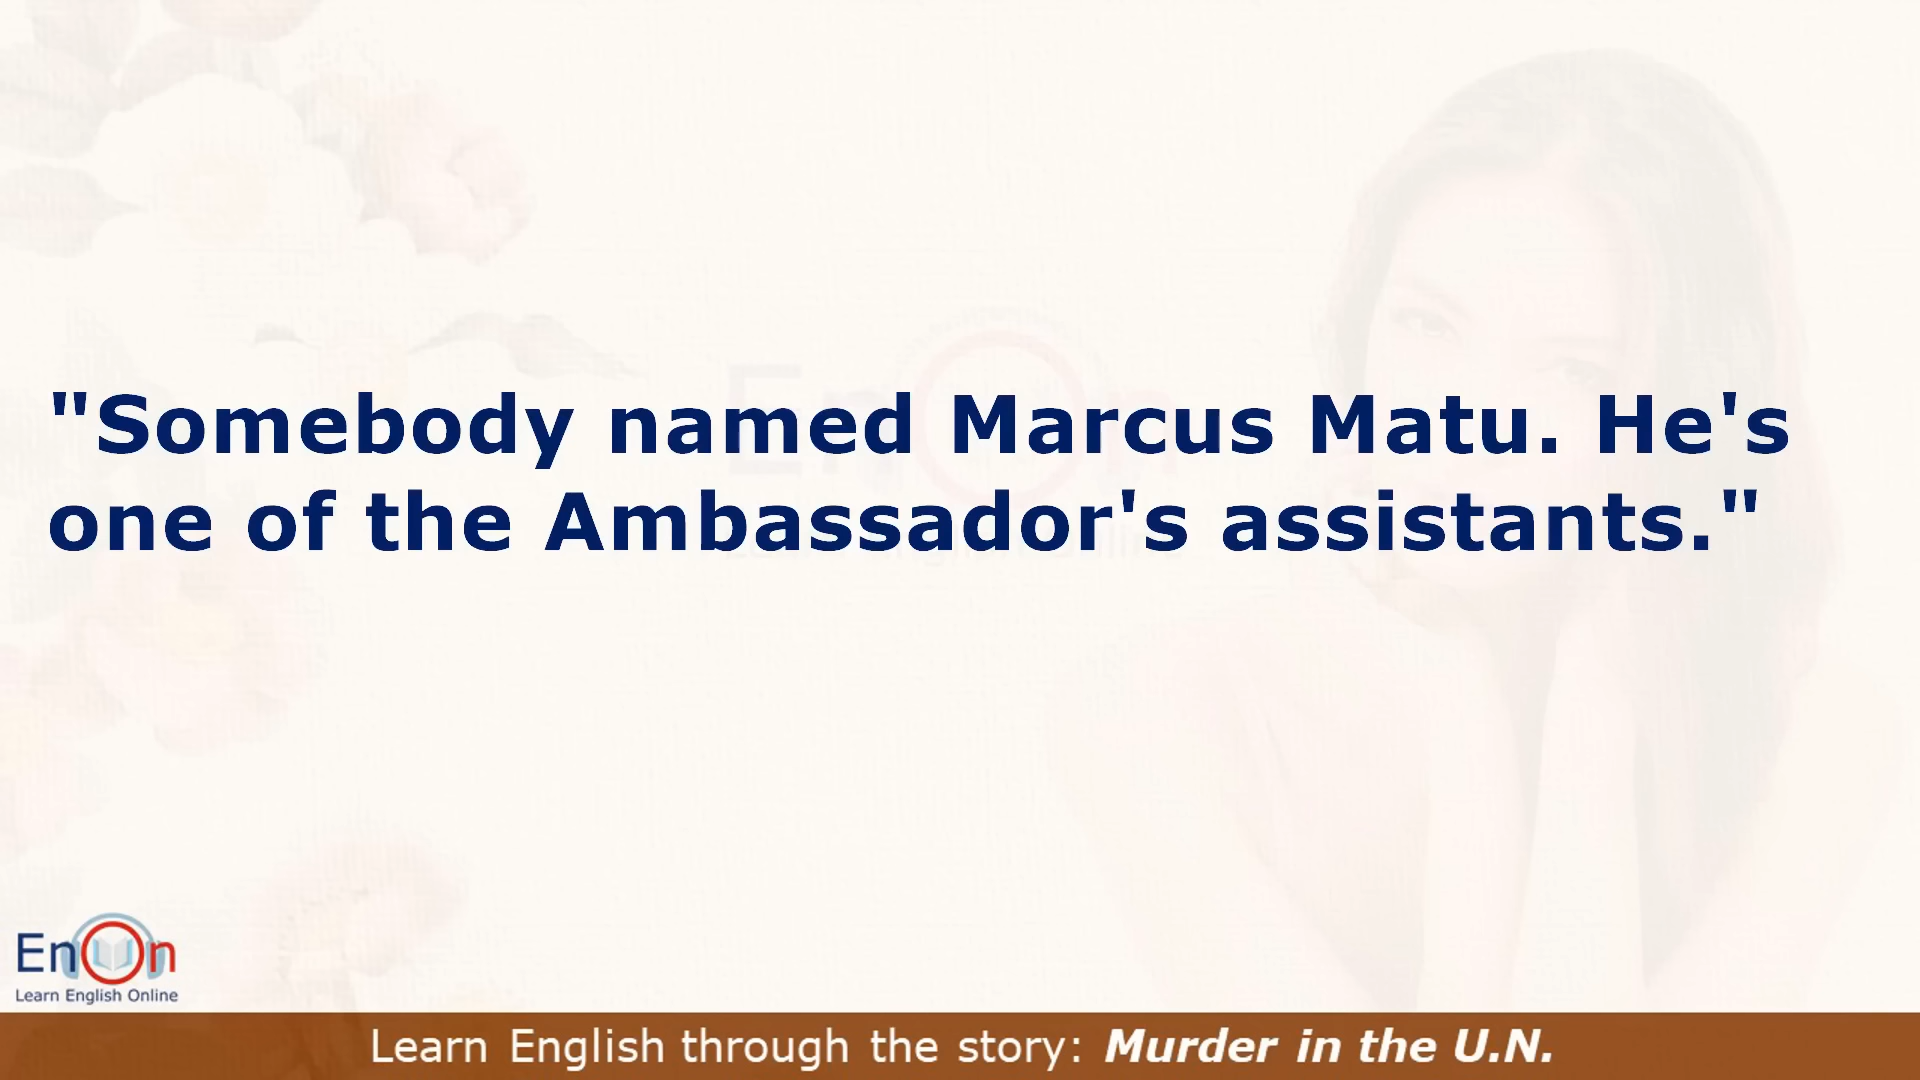 "Somebody named Marcus Matu. He's
one of the Ambassador's assistants."
EnOn
Learn English Online
Learn English through the story: Murder in the U.N.